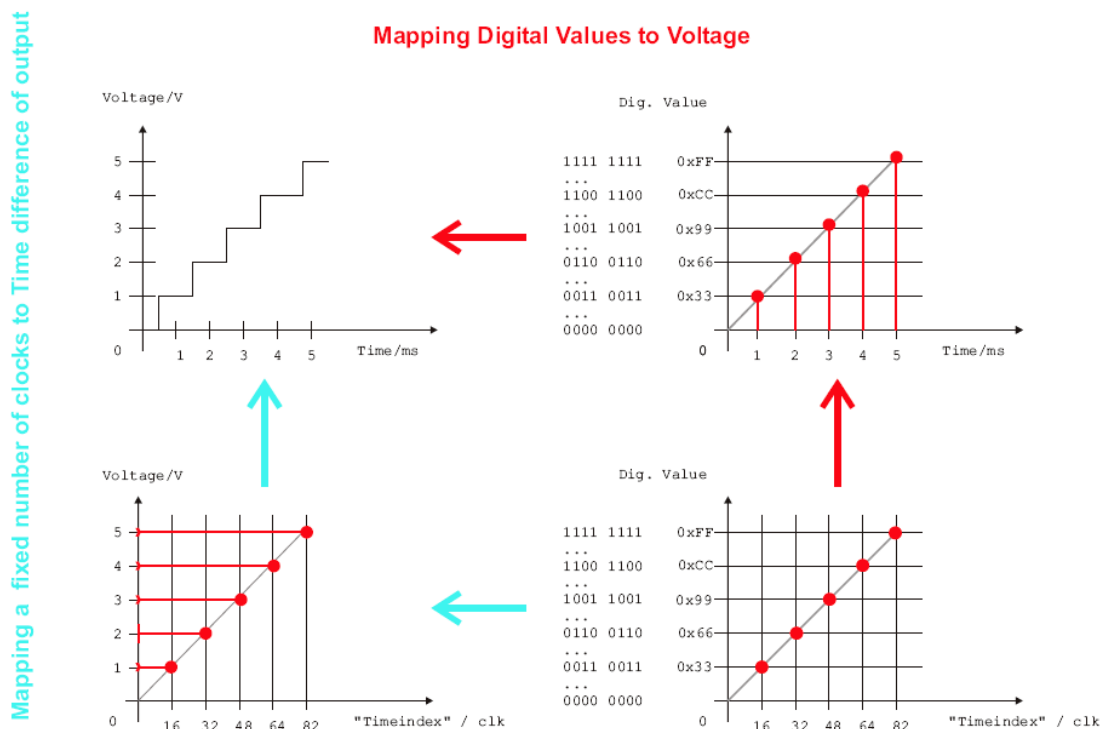 Mapping Digital Values to Voltage
Mapping a fixed number of clocks to Time difference of output
Voltage/V
5
4
3
2
1
0
1 2 3 4 5
Time/ms
Dig. Value
1111 1111 0xFF
...
1100 1100 0xCC
...
1001 1001 0x99
...
0110 0110 0x66
...
0011 0011 0x33
...
0000 0000
0
1 2 3 4 5
Time/ms
Voltage/V
5
4
3
2
1
0
16 32 48 64 82
"Timeindex" / clk
Dig. Value
1111 1111 0xFF
...
1100 1100 0xCC
...
1001 1001 0x99
...
0110 0110 0x66
...
0011 0011 0x33
...
0000 0000
0
16 32 48 64 82
"Timeindex" / clk